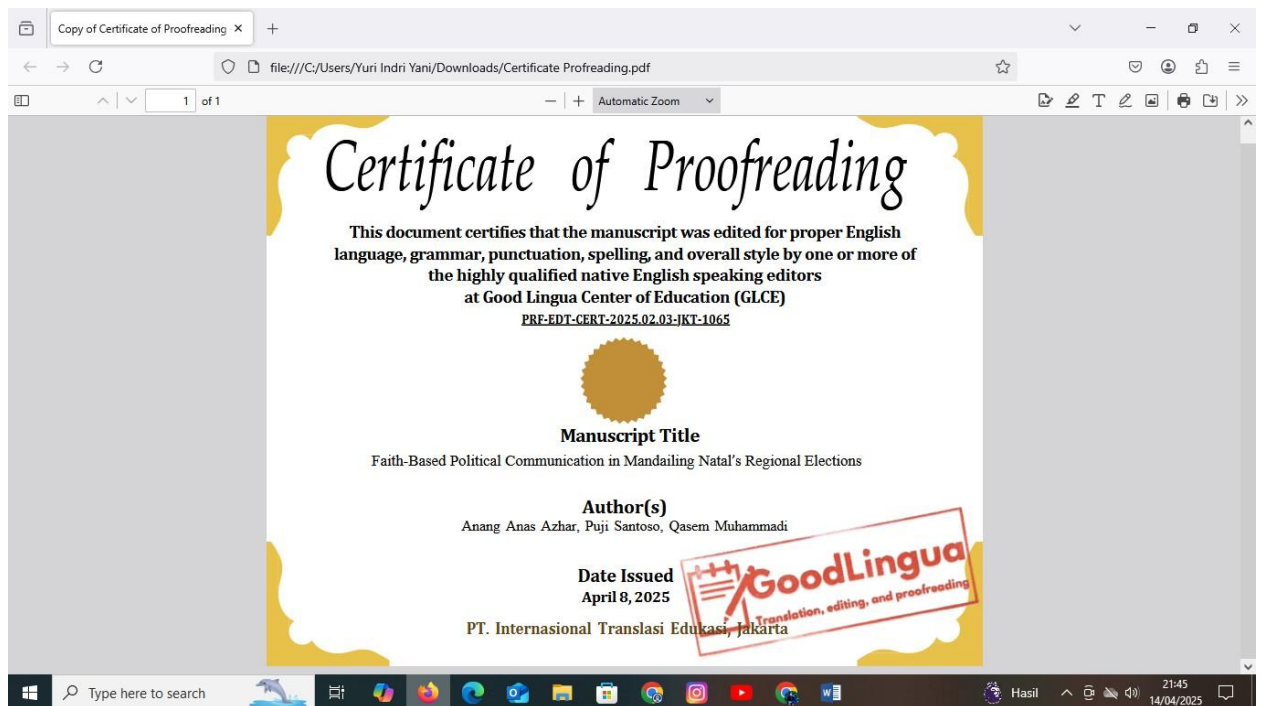 Copy of Certificate of Proofreading
file:///C:/Users/Yuri Indri Yani/Downloads/Certificate Profreading.pdf
1 of 1
Automatic Zoom
Certificate of Proofreading
This document certifies that the manuscript was edited for proper English
language, grammar, punctuation, spelling, and overall style by one or more of
the highly qualified native English speaking editors
at Good Lingua Center of Education (GLCE)
PRF-EDT-CERT-2025.02.03-JKT-1065
Manuscript Title
Faith-Based Political Communication in Mandailing Natal's Regional Elections
Author(s)
Anang Anas Azhar, Puji Santoso, Qasem Muhammadi
Date Issued
April 8, 2025
GoodLingua
Translation, editing, and proofreading
PT. Internasional Translasi Edukasi, Jakarta
Type here to search
Hasil
21:45
14/04/2025